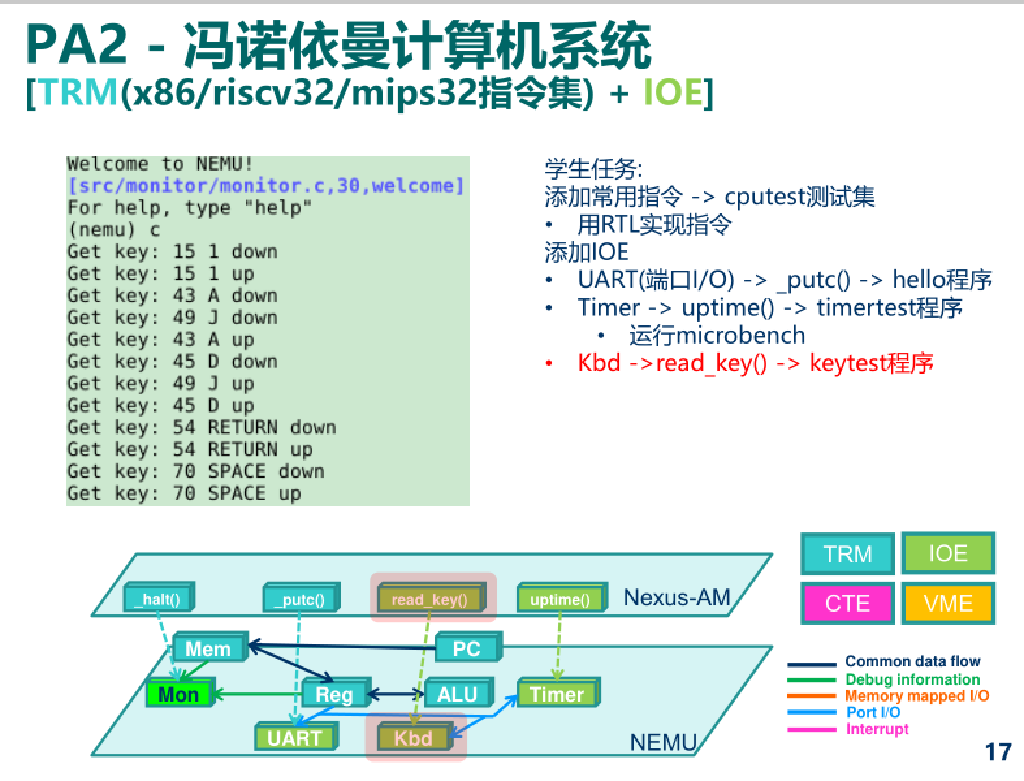 PA2 - 冯诺依曼计算机系统
[TRM(x86/riscv32/mips32指令集) + IOE]
Welcome to NEMU!
[src/monitor/monitor.c,30,welcome]
For help, type "help"
(nemu) c
Get key: 15 1 down
Get key: 15 1 up
Get key: 43 A down
Get key: 49 J down
Get key: 43 A up
Get key: 45 D down
Get key: 49 J up
Get key: 45 D up
Get key: 54 RETURN down
Get key: 54 RETURN up
Get key: 70 SPACE down
Get key: 70 SPACE up
学生任务:
添加常用指令 -> cputest测试集
• 用RTL实现指令
添加IOE
• UART(端口I/O) -> _putc() -> hello程序
• Timer -> uptime() -> timertest程序
• 运行microbench
• Kbd ->read_key() -> keytest程序
_halt()
_putc()
read_key()
uptime()
Nexus-AM
Mem
PC
Mon
Reg
ALU
Timer
UART
Kbd
NEMU
TRM
IOE
CTE
VME
Common data flow
Debug information
Memory mapped I/O
Port I/O
Interrupt
17